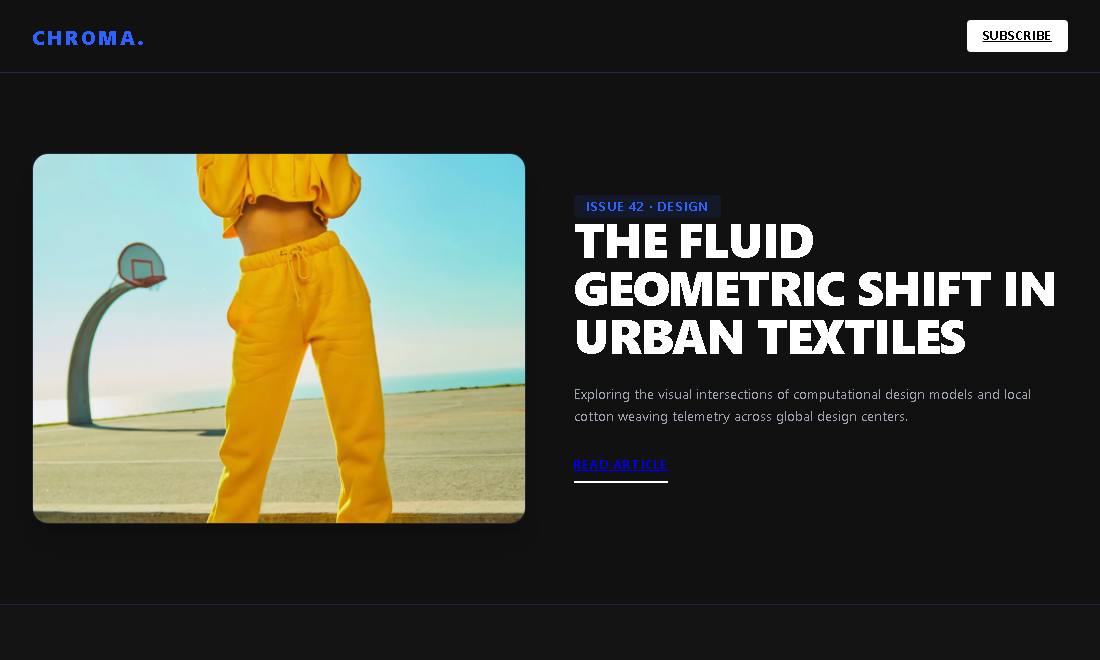 CHROMA.
SUBSCRIBE
ISSUE 42 · DESIGN
THE FLUID
GEOMETRIC SHIFT IN
URBAN TEXTILES
Exploring the visual intersections of computational design models and local
cotton weaving telemetry across global design centers.
READ ARTICLE